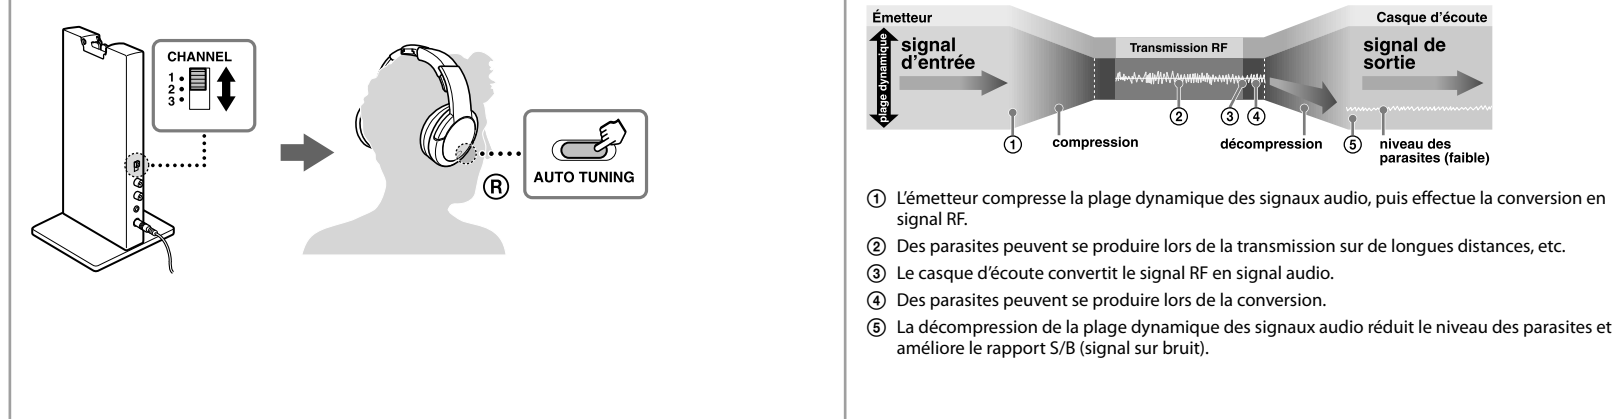 CHANNEL
1
2
3
R
AUTO TUNING
Émetteur
Casque d'écoute
plage dynamique
signal
d'entrée
Transmission RF
signal de
sortie
② ③ ④
① compression
décompression ⑤ niveau des
parasites (faible)
① L'émetteur compresse la plage dynamique des signaux audio, puis effectue la conversion en
signal RF.
② Des parasites peuvent se produire lors de la transmission sur de longues distances, etc.
③ Le casque d'écoute convertit le signal RF en signal audio.
④ Des parasites peuvent se produire lors de la conversion.
⑤ La décompression de la plage dynamique des signaux audio réduit le niveau des parasites et
améliore le rapport S/B (signal sur bruit).